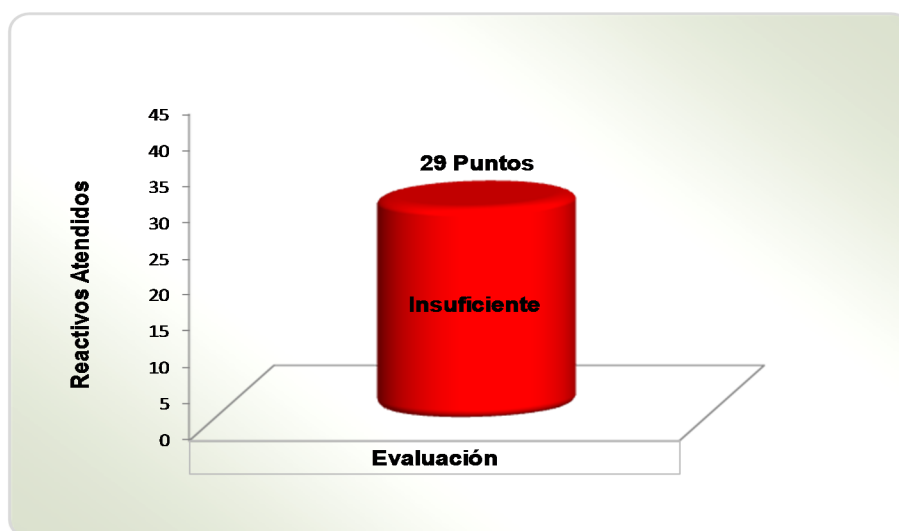 45
40
35
30
25
20
15
10
5
0
Reactivos Atendidos
29 Puntos
Insuficiente
Evaluación